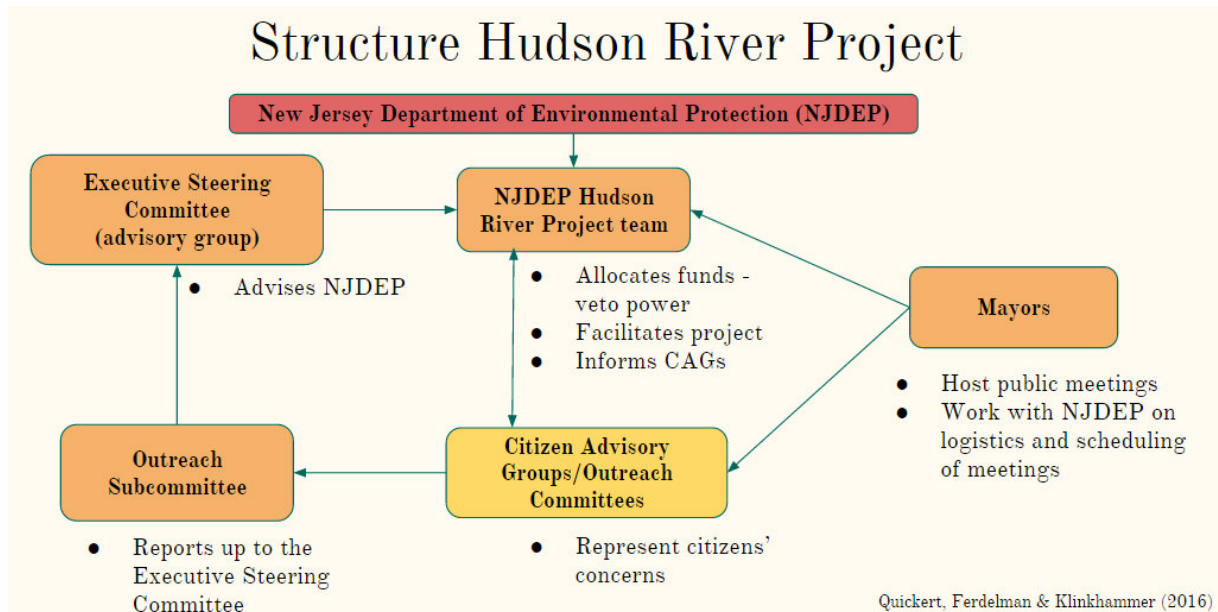 Structure Hudson River Project
New Jersey Department of Environmental Protection (NJDEP)
Executive Steering
Committee
(advisory group)
● Advises NJDEP
NJDEP Hudson
River Project team
● Allocates funds -
veto power
● Facilitates project
● Informs CAGs
Mayors
● Host public meetings
● Work with NJDEP on
logistics and scheduling
of meetings
Outreach
Subcommittee
● Reports up to the
Executive Steering
Committee
Citizen Advisory
Groups/Outreach
Committees
● Represent citizens’
concerns
Quickert, Ferdelman & Klinkhammer (2016)